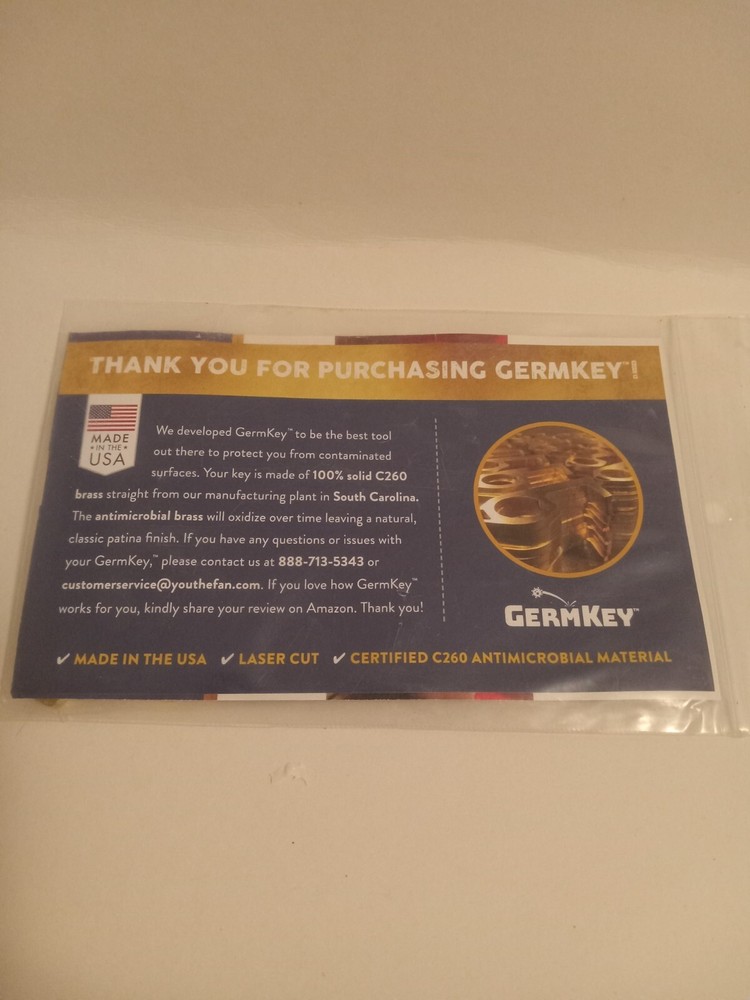 THANK YOU FOR PURCHASING GERMKEY™!
MADE
• IN THE •
USA
We developed GermKey™ to be the best tool
out there to protect you from contaminated
surfaces. Your key is made of 100% solid C260
brass straight from our manufacturing plant in South Carolina.
The antimicrobial brass will oxidize over time leaving a natural,
classic patina finish. If you have any questions or issues with
your GermKey,™ please contact us at 888-713-5343 or
customerservice@youthefan.com. If you love how GermKey™
works for you, kindly share your review on Amazon. Thank you!
GERMKEY™
✓ MADE IN THE USA ✓ LASER CUT ✓ CERTIFIED C260 ANTIMICROBIAL MATERIAL